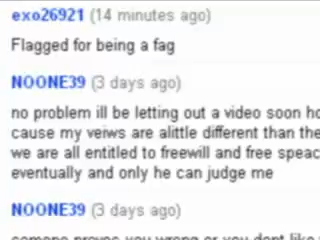 exo26921 (14 minutes ago)
Flagged for being a fag
NOONE39 (3 days ago)
no problem ill be letting out a video soon ho
cause my veiws are alittle different than the
we are all entitled to freewill and free speac
eventually and only he can judge me
NOONE39 (3 days ago)
someone proves you wrong or you dont like